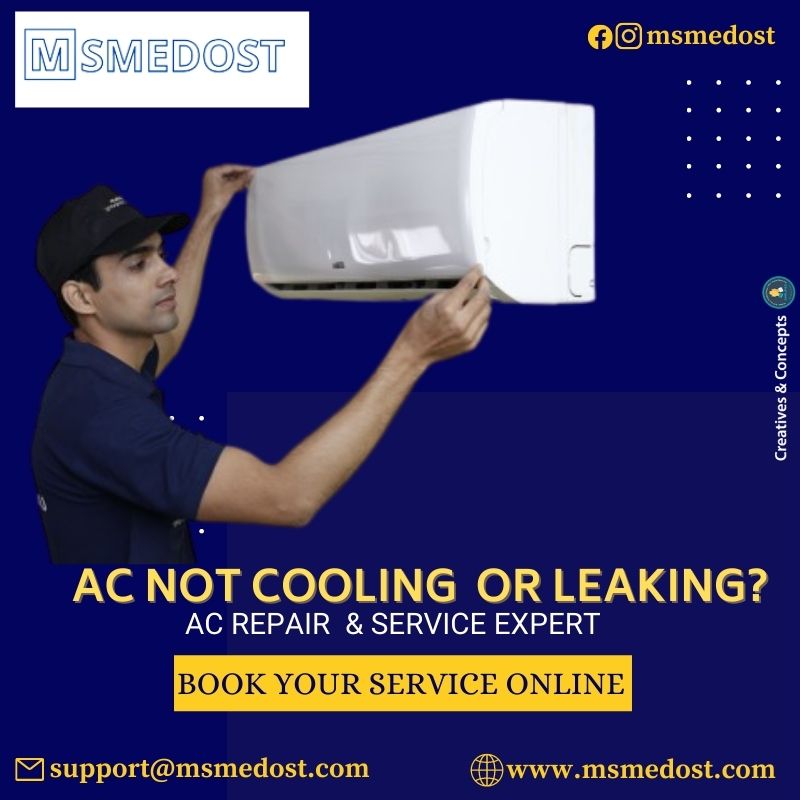 MSMEDOST
msmedost
Creatives & Concepts
AC NOT COOLING OR LEAKING?
AC REPAIR & SERVICE EXPERT
BOOK YOUR SERVICE ONLINE
support@msmedost.com
www.msmedost.com